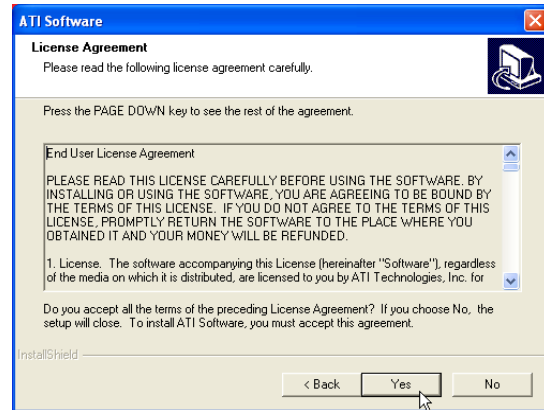 ATI Software
License Agreement
Please read the following license agreement carefully.
Press the PAGE DOWN key to see the rest of the agreement.
End User License Agreement
PLEASE READ THIS LICENSE CAREFULLY BEFORE USING THE SOFTWARE. BY
INSTALLING OR USING THE SOFTWARE, YOU ARE AGREEING TO BE BOUND BY
THE TERMS OF THIS LICENSE. IF YOU DO NOT AGREE TO THE TERMS OF THIS
LICENSE, PROMPTLY RETURN THE SOFTWARE TO THE PLACE WHERE YOU
OBTAINED IT AND YOUR MONEY WILL BE REFUNDED.
1. License. The software accompanying this License (hereinafter "Software"), regardless
of the media on which it is distributed, are licensed to you by ATI Technologies, Inc. for
Do you accept all the terms of the preceding License Agreement? If you choose No, the
setup will close. To install ATI Software, you must accept this agreement.
InstallShield
< Back Yes No